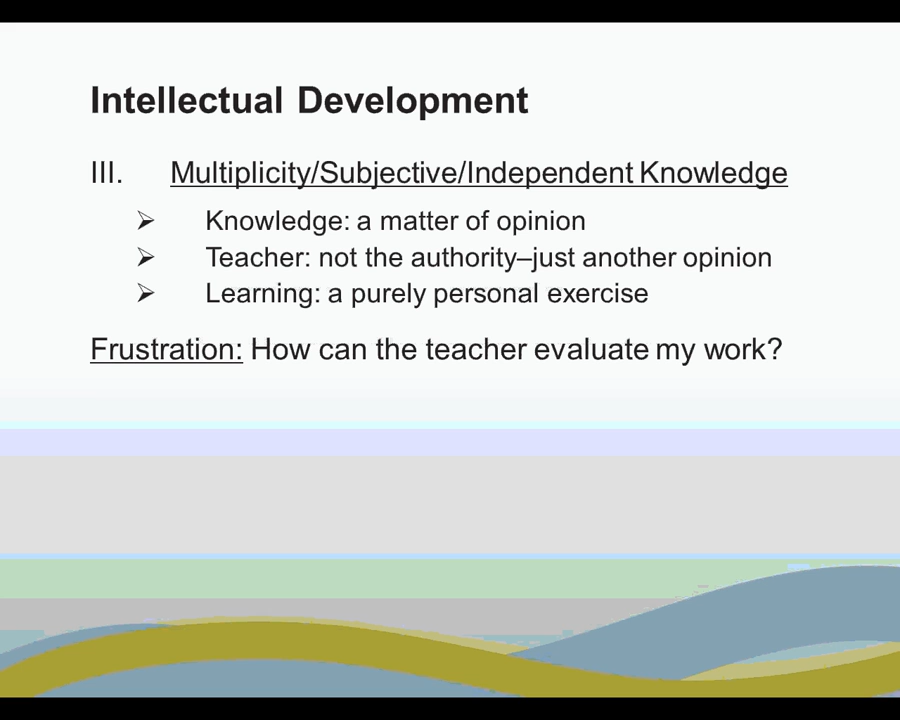 Intellectual Development
III. Multiplicity/Subjective/Independent Knowledge
➢ Knowledge: a matter of opinion
➢ Teacher: not the authority–just another opinion
➢ Learning: a purely personal exercise
Frustration: How can the teacher evaluate my work?